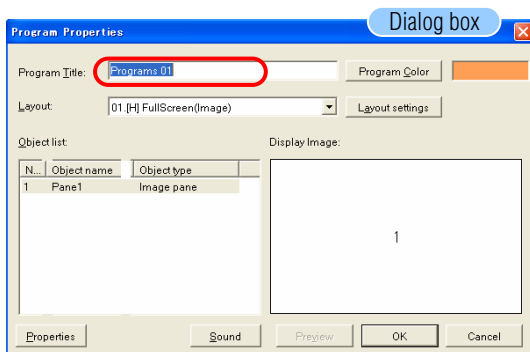 Dialog box
Program Properties
Program Title: Programs 01 Program Color
Layout: 01.[H] FullScreen(Image) Layout settings
Object list: Display Image:
N... Object name Object type
1 Pane1 Image pane
1
Properties Sound Preview OK Cancel